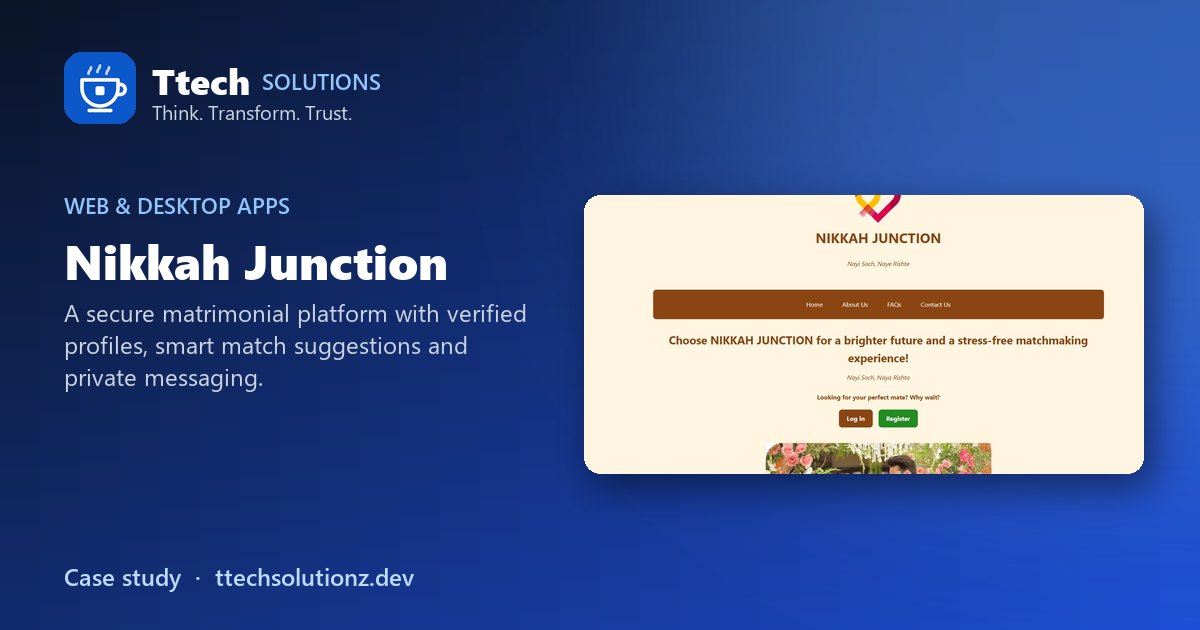 Ttech SOLUTIONS
Think. Transform. Trust.
WEB & DESKTOP APPS
Nikkah Junction
A secure matrimonial platform with verified
profiles, smart match suggestions and
private messaging.
NIKKAH JUNCTION
Nayi Soch, Naye Rishte
Home About Us FAQs Contact Us
Choose NIKKAH JUNCTION for a brighter future and a stress-free matchmaking
experience!
Nayi Soch, Naya Rishta
Looking for your perfect mate? Why wait?
Log in Register
Case study · ttechsolutionz.dev